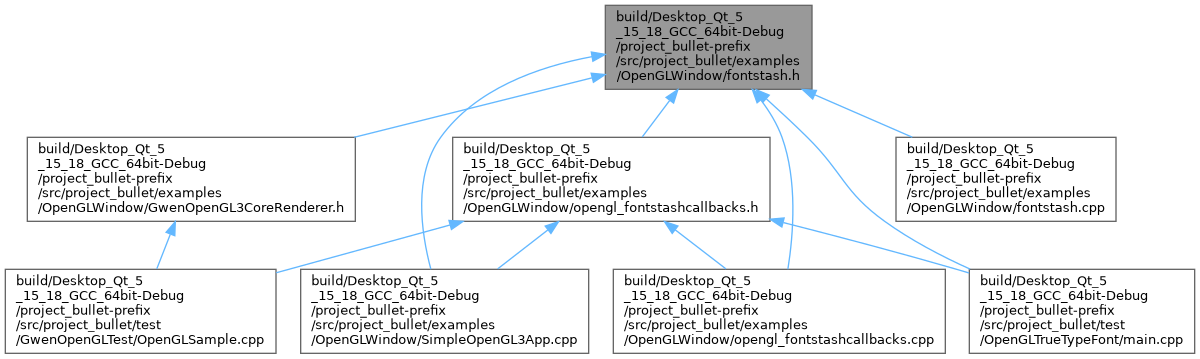 build/Desktop_Qt_5
_15_18_GCC_64bit-Debug
/project_bullet-prefix
/src/project_bullet/examples
/OpenGLWindow/fontstash.h
build/Desktop_Qt_5
_15_18_GCC_64bit-Debug
/project_bullet-prefix
/src/project_bullet/examples
/OpenGLWindow/GwenOpenGL3CoreRenderer.h
build/Desktop_Qt_5
_15_18_GCC_64bit-Debug
/project_bullet-prefix
/src/project_bullet/examples
/OpenGLWindow/opengl_fontstashcallbacks.h
build/Desktop_Qt_5
_15_18_GCC_64bit-Debug
/project_bullet-prefix
/src/project_bullet/examples
/OpenGLWindow/fontstash.cpp
build/Desktop_Qt_5
_15_18_GCC_64bit-Debug
/project_bullet-prefix
/src/project_bullet/test
/GwenOpenGLTest/OpenGLSample.cpp
build/Desktop_Qt_5
_15_18_GCC_64bit-Debug
/project_bullet-prefix
/src/project_bullet/examples
/OpenGLWindow/SimpleOpenGL3App.cpp
build/Desktop_Qt_5
_15_18_GCC_64bit-Debug
/project_bullet-prefix
/src/project_bullet/examples
/OpenGLWindow/opengl_fontstashcallbacks.cpp
build/Desktop_Qt_5
_15_18_GCC_64bit-Debug
/project_bullet-prefix
/src/project_bullet/test
/OpenGLTrueTypeFont/main.cpp